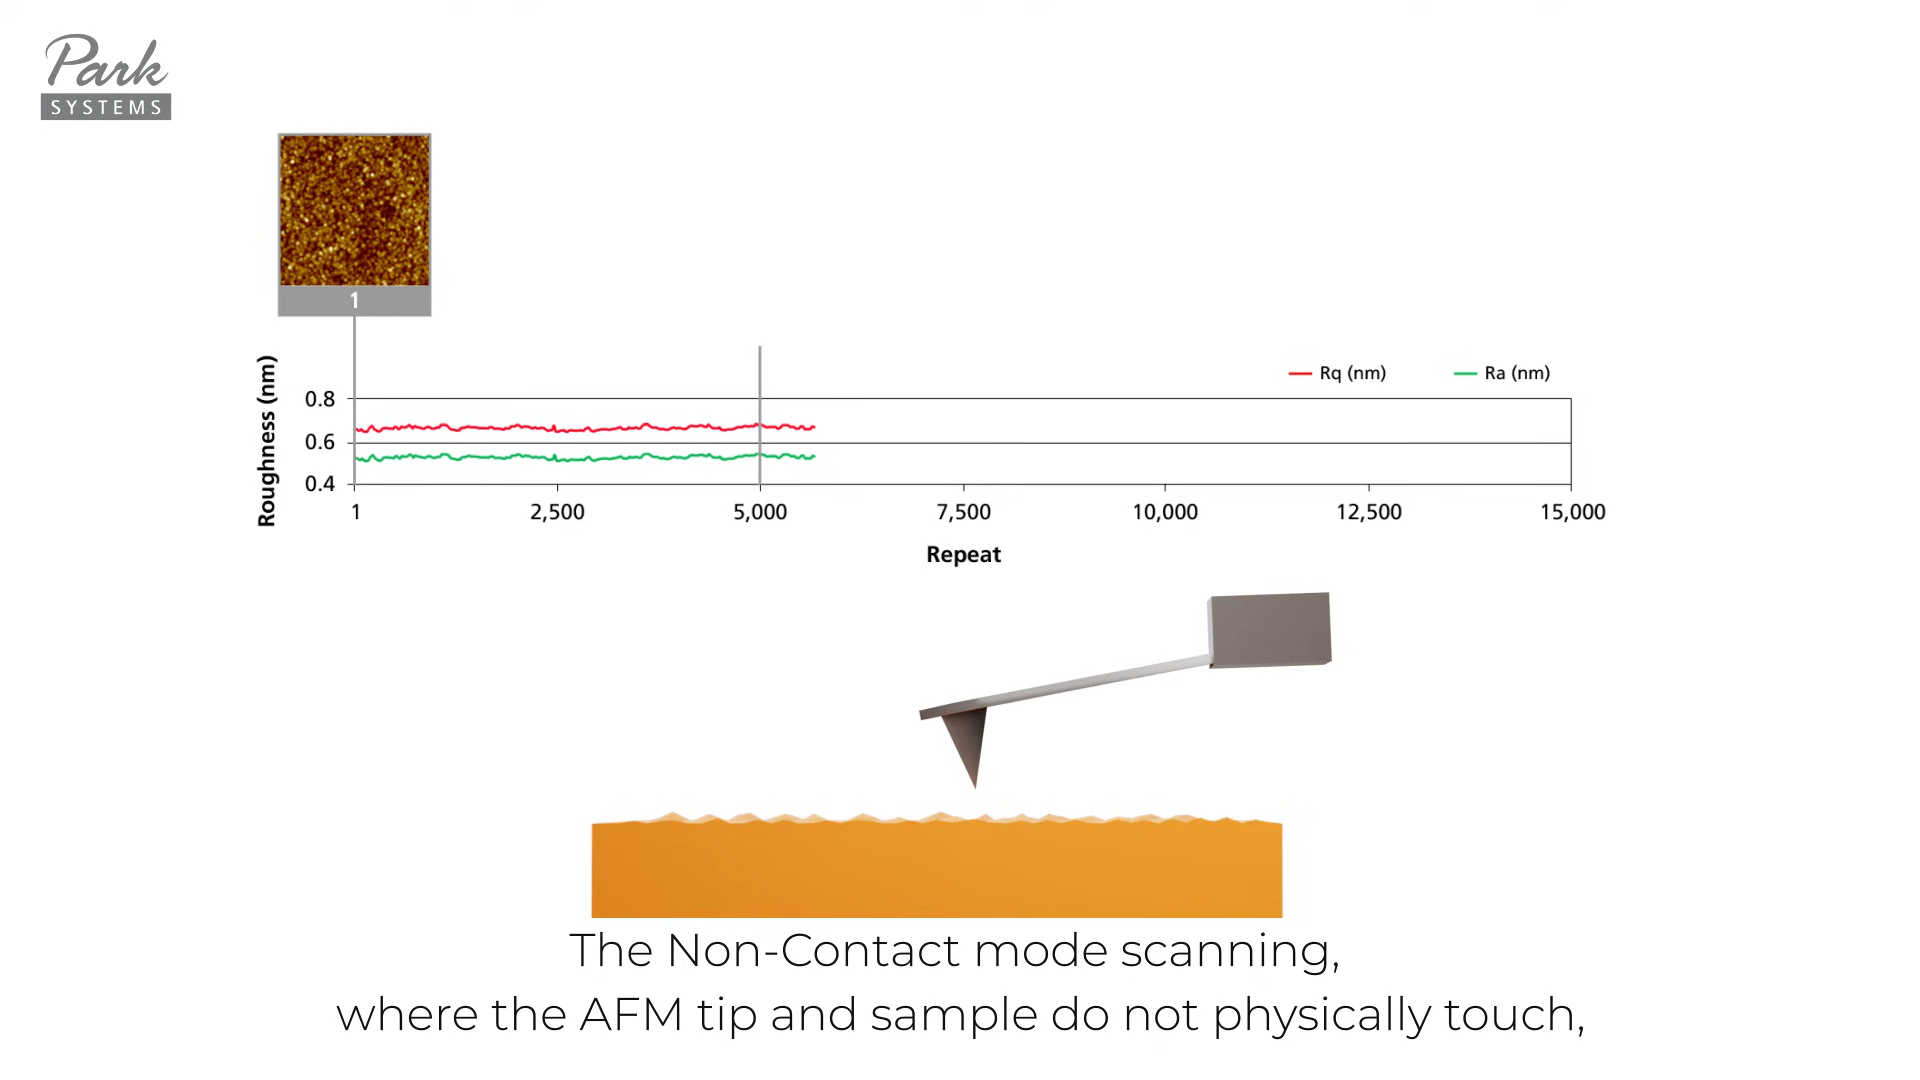 Park
SYSTEMS
1
Roughness (nm)
Rq (nm) Ra (nm)
0.8
0.6
0.4
1 2,500 5,000 7,500 10,000 12,500 15,000
Repeat
The Non-Contact mode scanning,
where the AFM tip and sample do not physically touch,